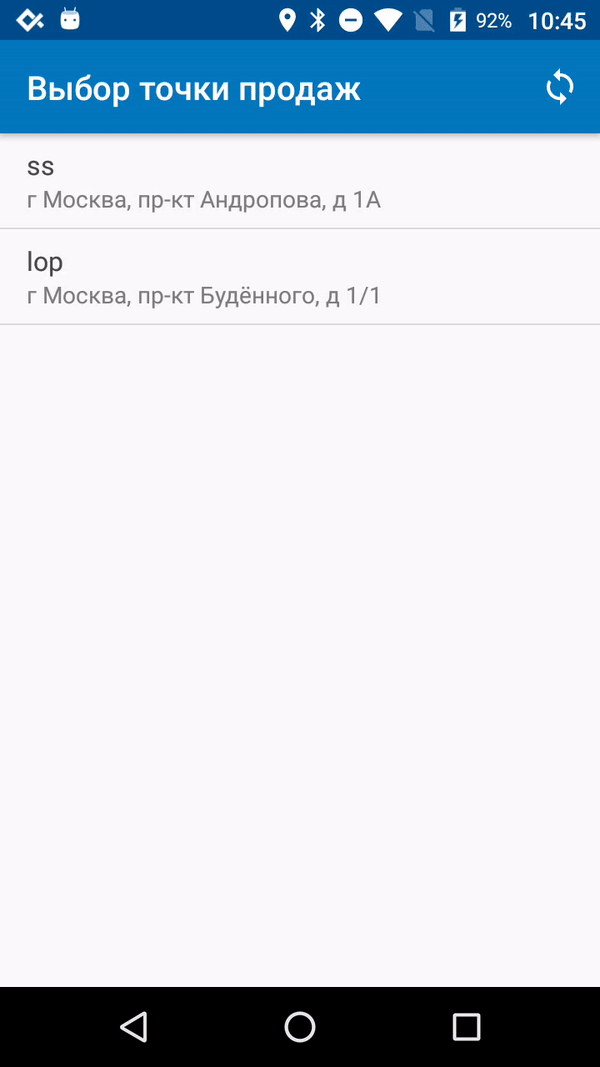 92% 10:45
Выбор точки продаж
ss
г Москва, пр-кт Андропова, д 1А
lop
г Москва, пр-кт Будённого, д 1/1